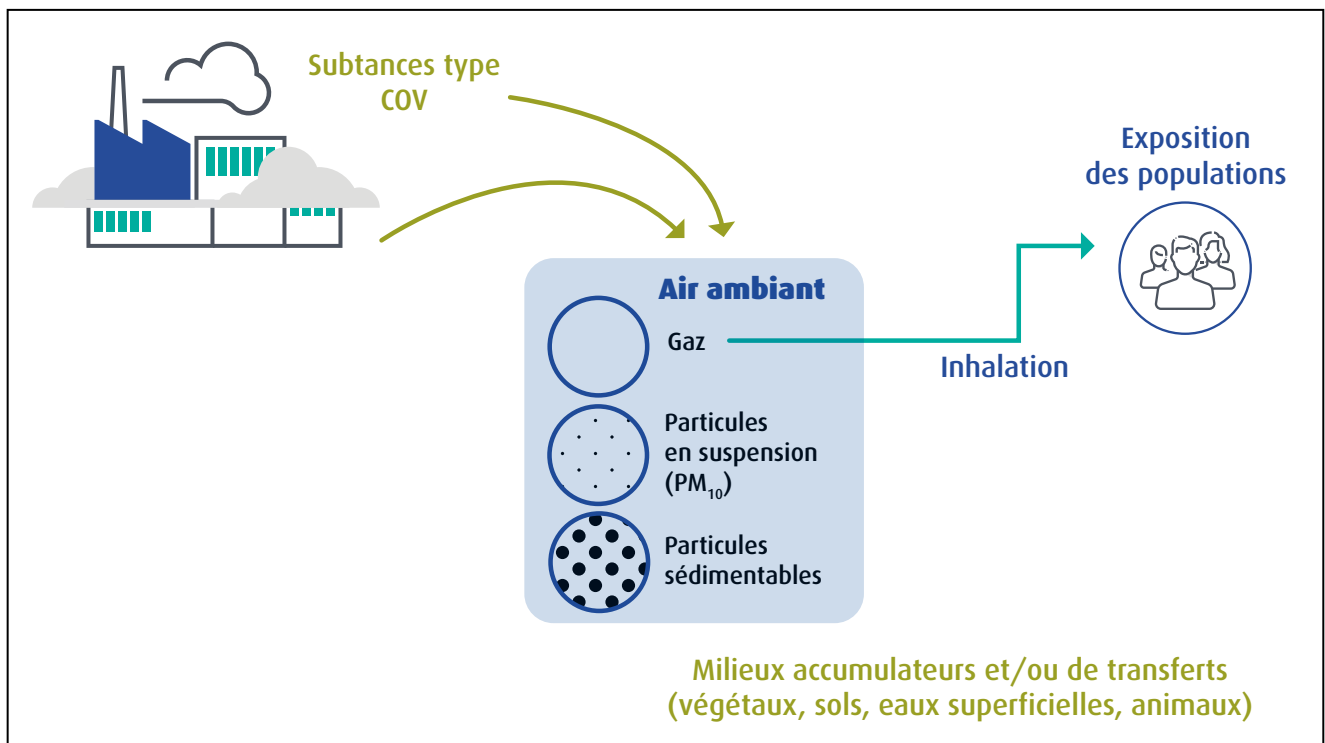 Subtances type
COV
Exposition
des populations
Air ambiant
Gaz
Inhalation
Particules
en suspension
(PM₁₀)
Particules
sédimentables
Milieux accumulateurs et/ou de transferts
(végétaux, sols, eaux superficielles, animaux)